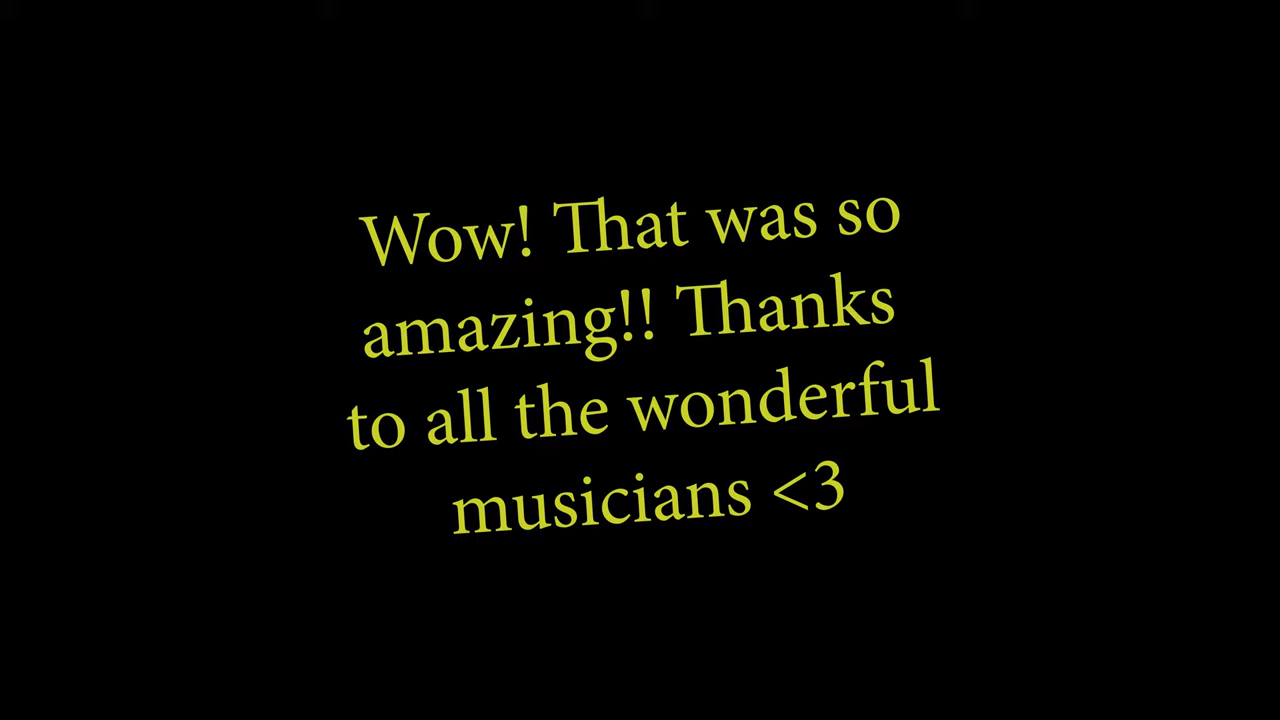 Wow! That was so
amazing!! Thanks
to all the wonderful
musicians <3